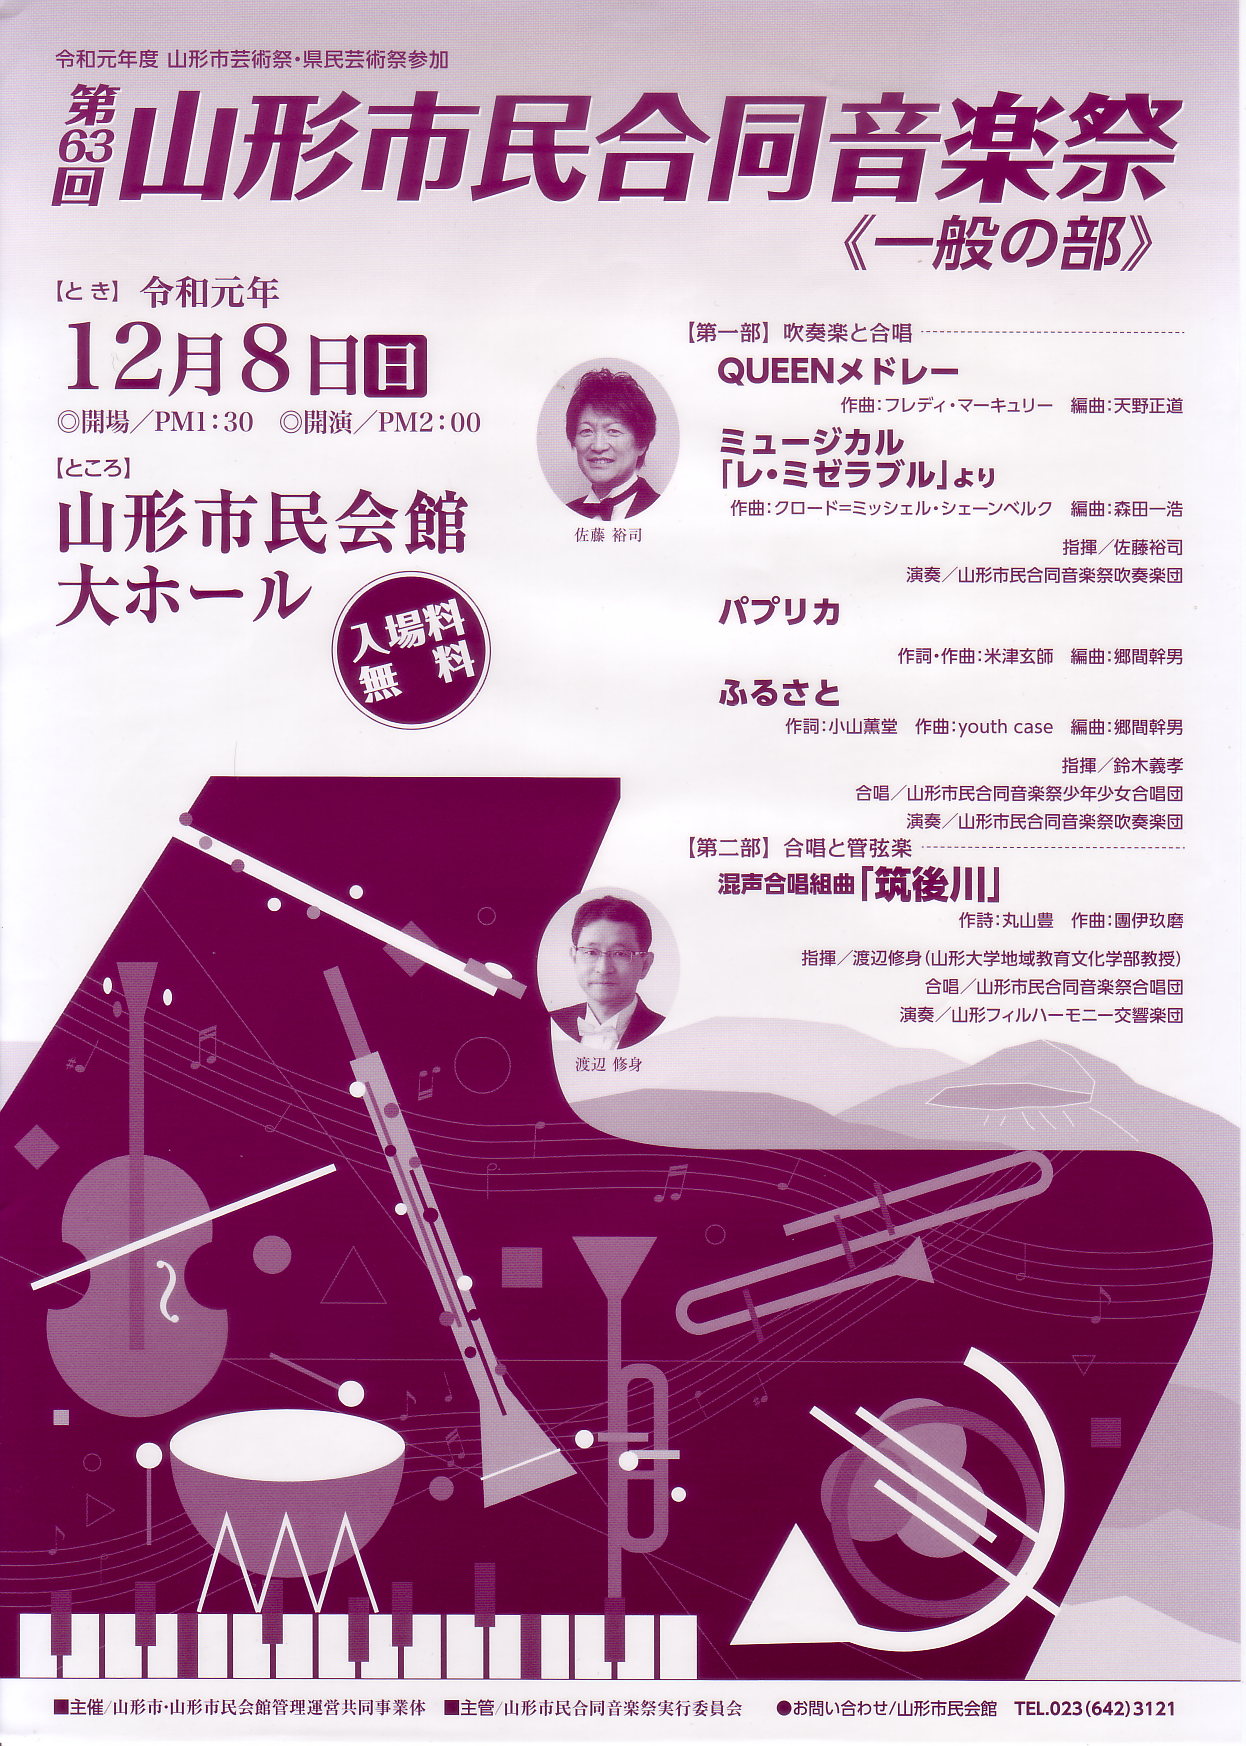 令和元年度 山形市芸術祭・県民芸術祭参加
第63回 山形市民合同音楽祭
《一般の部》
【とき】 令和元年
12月8日(日)
◎開場／PM1：30 ◎開演／PM2：00
【ところ】
山形市民会館
大ホール
入場料
無 料
佐藤 裕司
【第一部】 吹奏楽と合唱
QUEENメドレー
作曲：フレディ・マーキュリー 編曲：天野正道
ミュージカル
「レ・ミゼラブル」より
作曲：クロード＝ミッシェル・シェーンベルク 編曲：森田一浩
指揮／佐藤裕司
演奏／山形市民合同音楽祭吹奏楽団
パプリカ
作詞・作曲：米津玄師 編曲：郷間幹男
ふるさと
作詞：小山薫堂 作曲：youth case 編曲：郷間幹男
指揮／鈴木義孝
合唱／山形市民合同音楽祭少年少女合唱団
演奏／山形市民合同音楽祭吹奏楽団
【第二部】 合唱と管弦楽
混声合唱組曲「筑後川」
作詩：丸山豊 作曲：團伊玖磨
指揮／渡辺修身（山形大学地域教育文化学部教授）
合唱／山形市民合同音楽祭合唱団
演奏／山形フィルハーモニー交響楽団
渡辺 修身
■主催/山形市・山形市民会館管理運営共同事業体 ■主管/山形市民合同音楽祭実行委員会 ●お問い合わせ/山形市民会館 TEL.023(642)3121